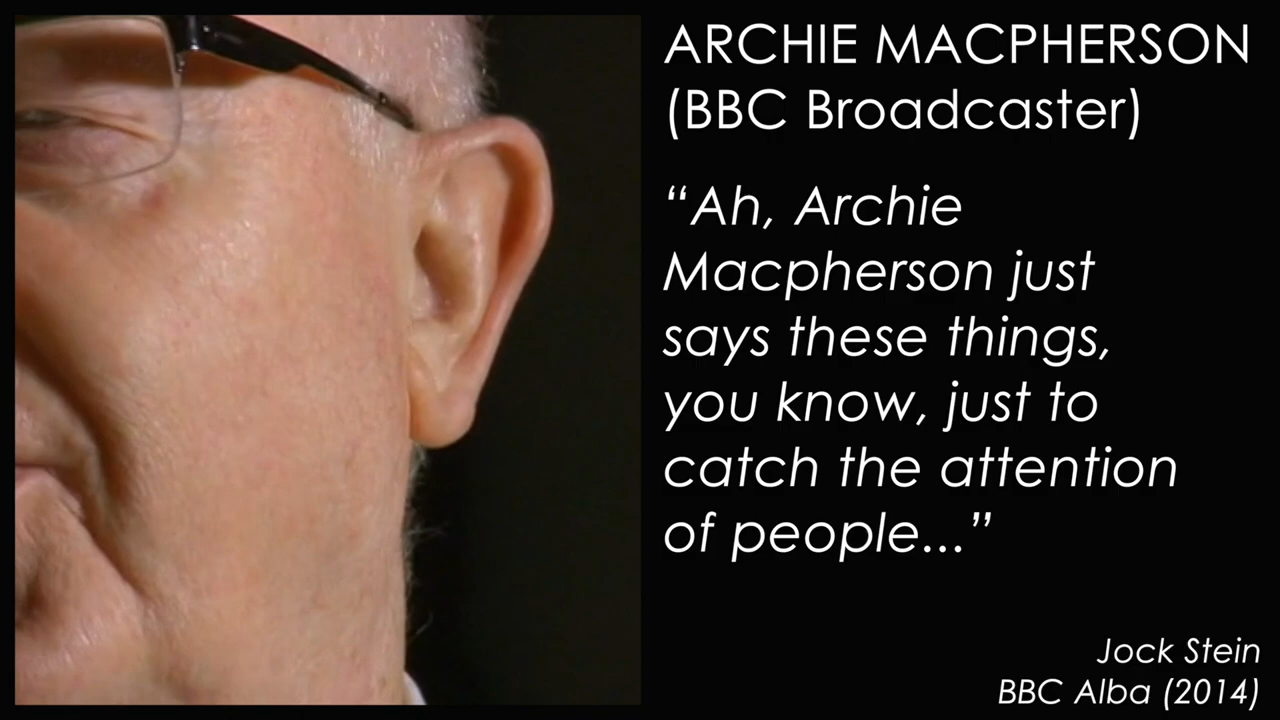 ARCHIE MACPHERSON
(BBC Broadcaster)
“Ah, Archie
Macpherson just
says these things,
you know, just to
catch the attention
of people...”
Jock Stein
BBC Alba (2014)